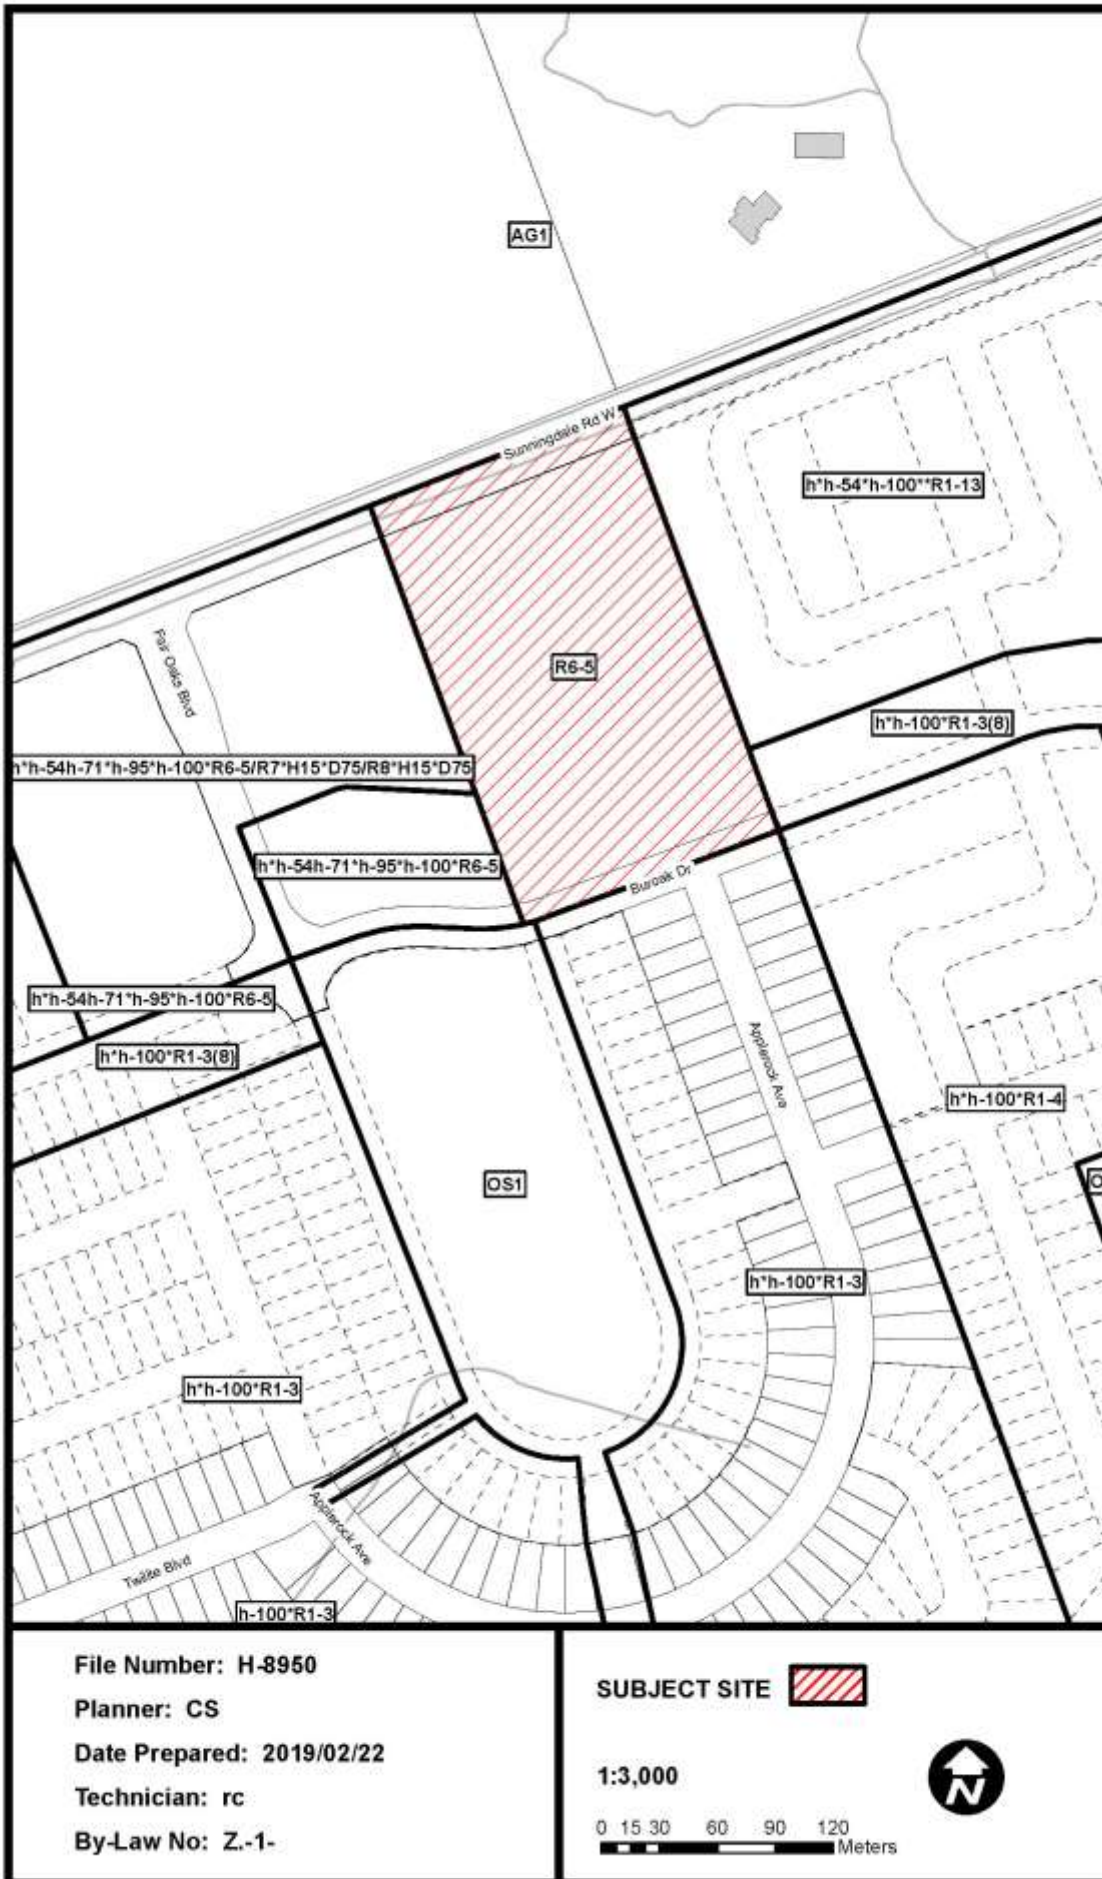 AG1
Sunningdale Rd W
h*h-54*h-100**R1-13
Fair Oaks Blvd
R6-5
h*h-100*R1-3(8)
h*h-54h-71*h-95*h-100*R6-5/R7*H15*D75/R8*H15*D75
h*h-54h-71*h-95*h-100*R6-5
Buroak Dr
h*h-54h-71*h-95*h-100*R6-5
h*h-100*R1-3(8)
Applerock Ave
h*h-100*R1-4
OS1
O
h*h-100*R1-3
h*h-100*R1-3
Applerock Ave
Twilite Blvd
h-100*R1-3
File Number: H-8950
Planner: CS
Date Prepared: 2019/02/22
Technician: rc
By-Law No: Z.-1-
SUBJECT SITE
1:3,000
N
0 15 30 60 90 120
Meters